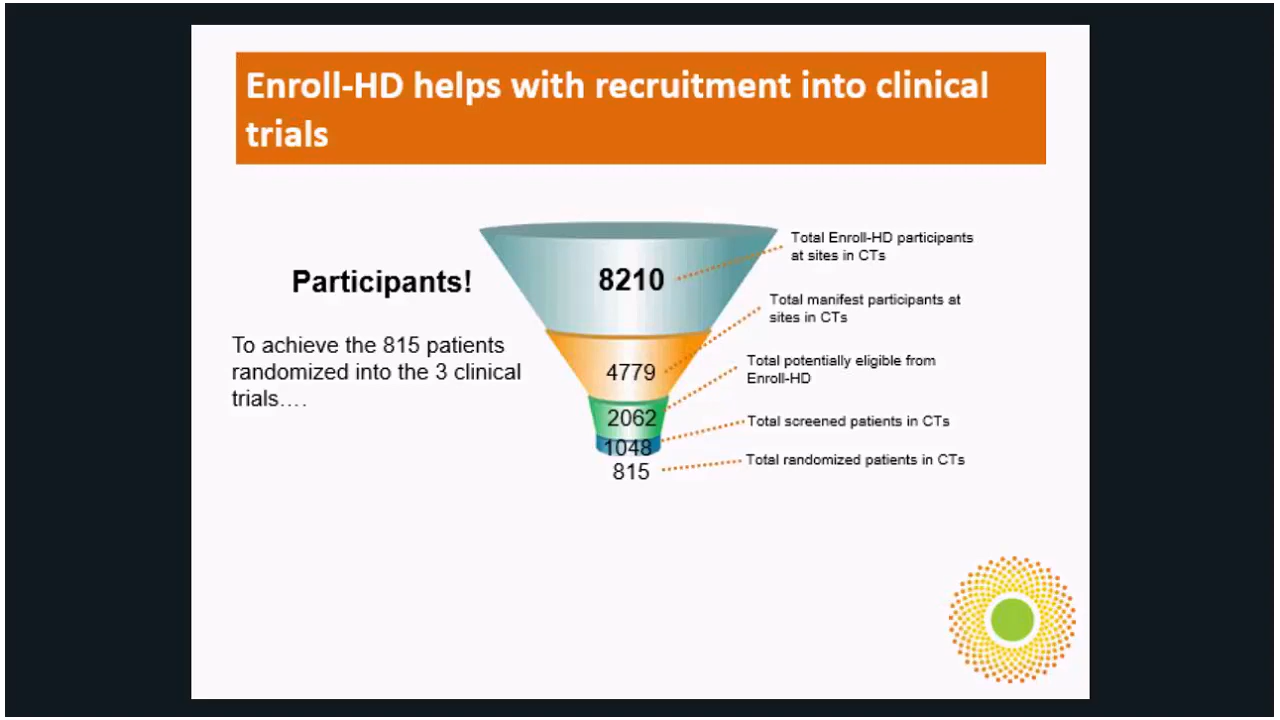 Enroll-HD helps with recruitment into clinical
trials
Participants!
To achieve the 815 patients
randomized into the 3 clinical
trials….
8210
Total Enroll-HD participants
at sites in CTs
4779
Total manifest participants at
sites in CTs
2062
Total potentially eligible from
Enroll-HD
1048
Total screened patients in CTs
815
Total randomized patients in CTs